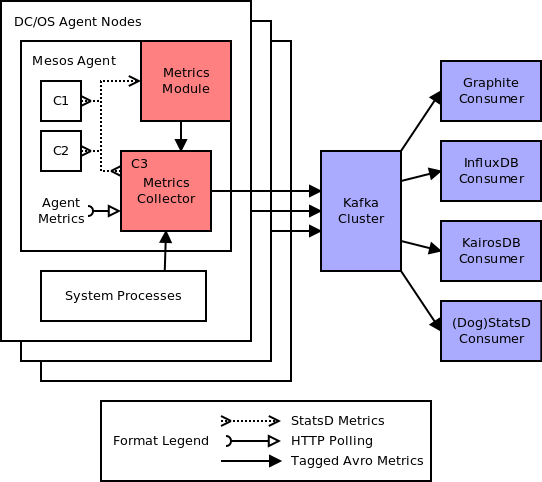 DC/OS Agent Nodes
Mesos Agent
Metrics
Module
C1
C2
C3
Metrics
Collector
Agent
Metrics
System Processes
Kafka
Cluster
Graphite
Consumer
InfluxDB
Consumer
KairosDB
Consumer
(Dog)StatsD
Consumer
Format Legend
StatsD Metrics
HTTP Polling
Tagged Avro Metrics